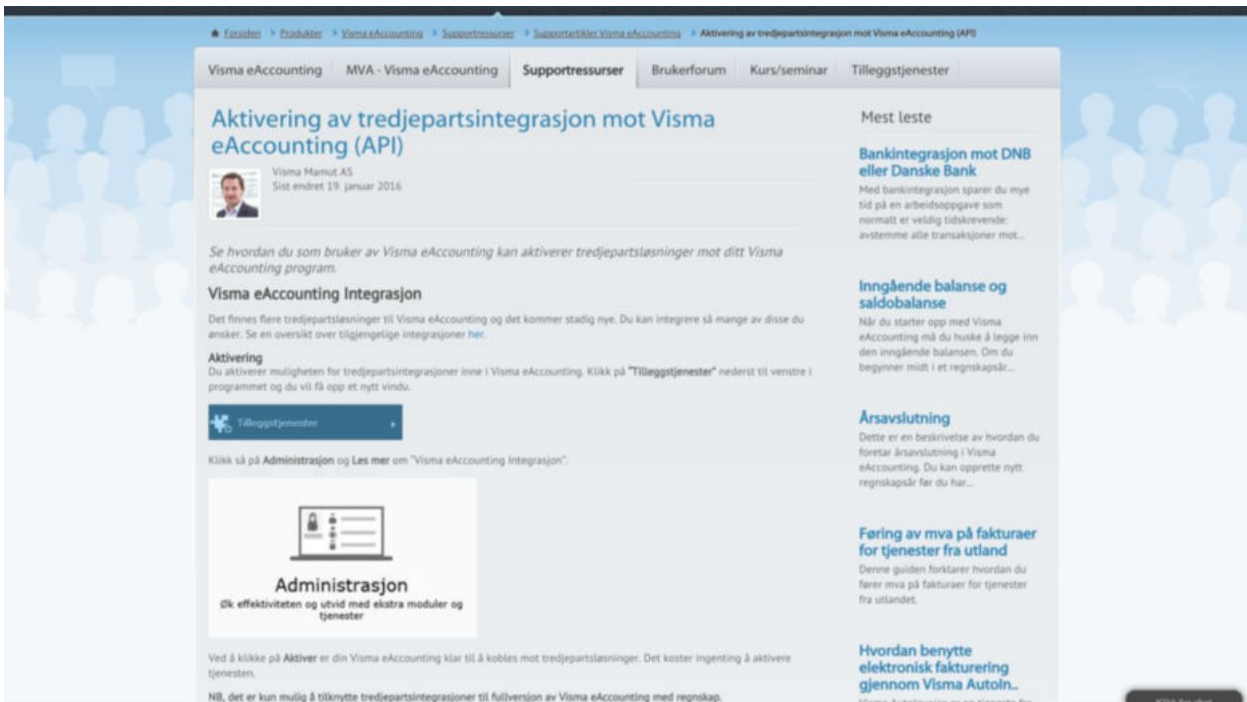 Forsiden Produkter Visma eAccounting Supportressurser Supportartikler Visma eAccounting Aktivering av tredjepartsintegrasjon mot Visma eAccounting (API)
Visma eAccounting MVA - Visma eAccounting Supportressurser Brukerforum Kurs/seminar Tilleggstjenester
Aktivering av tredjepartsintegrasjon mot Visma
eAccounting (API)
Visma Mamut AS
Sist endret 19. januar 2016
Se hvordan du som bruker av Visma eAccounting kan aktiverer tredjepartsløsninger mot ditt Visma
eAccounting program.
Visma eAccounting Integrasjon
Det finnes flere tredjepartsløsninger til Visma eAccounting og det kommer stadig nye. Du kan integrere så mange av disse du
ønsker. Se en oversikt over tilgjengelige integrasjoner her.
Aktivering
Du aktiverer muligheten for tredjepartsintegrasjoner inne i Visma eAccounting. Klikk på "Tilleggstjenester" nederst til venstre i
programmet og du vil få opp et nytt vindu.
Tilleggstjenester
Klikk så på Administrasjon og Les mer om "Visma eAccounting Integrasjon".
Administrasjon
Øk effektiviteten og utvid med ekstra moduler og
tjenester
Ved å klikke på Aktiver er din Visma eAccounting klar til å kobles mot tredjepartsløsninger. Det koster ingenting å aktivere
tjenesten.
NB, det er kun mulig å tilknytte tredjepartsintegrasjoner til fullversjon av Visma eAccounting med regnskap.
Mest leste
Bankintegrasjon mot DNB
eller Danske Bank
Med bankintegrasjon sparer du mye
tid på en arbeidsoppgave som
normalt er veldig tidskrevende:
avstemme alle transaksjoner mot...
Inngående balanse og
saldobalanse
Når du starter opp med Visma
eAccounting må du huske å legge inn
den inngående balansen. Om du
begynner midt i et regnskapsår...
Årsavslutning
Dette er en beskrivelse av hvordan du
foretar årsavslutning i Visma
eAccounting. Du kan opprette nytt
regnskapsår før du har...
Føring av mva på fakturaer
for tjenester fra utland
Denne guiden forklarer hvordan du
fører mva på fakturaer for tjenester
fra utlandet.
Hvordan benytte
elektronisk fakturering
gjennom Visma AutoIn..